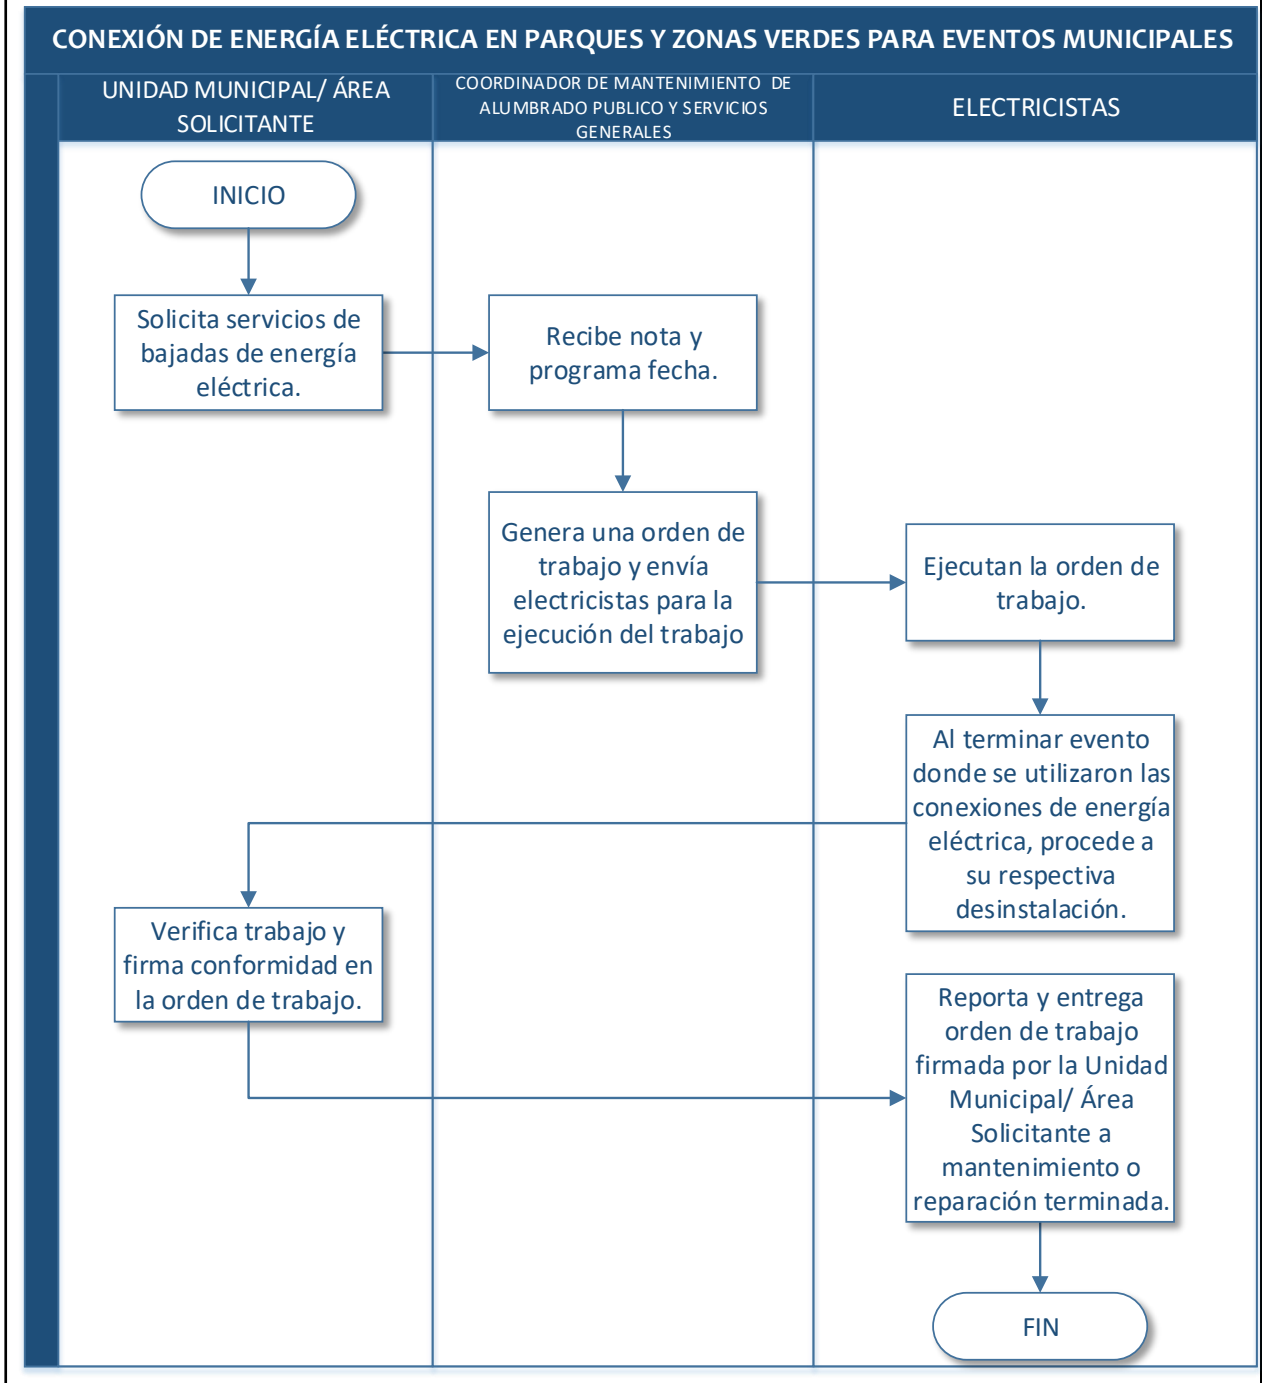 CONEXIÓN DE ENERGÍA ELÉCTRICA EN PARQUES Y ZONAS VERDES PARA EVENTOS MUNICIPALES
UNIDAD MUNICIPAL/ ÁREA
SOLICITANTE
COORDINADOR DE MANTENIMIENTO DE
ALUMBRADO PUBLICO Y SERVICIOS
GENERALES
ELECTRICISTAS
INICIO
Solicita servicios de
bajadas de energía
eléctrica.
Recibe nota y
programa fecha.
Genera una orden de
trabajo y envía
electricistas para la
ejecución del trabajo
Ejecutan la orden de
trabajo.
Al terminar evento
donde se utilizaron las
conexiones de energía
eléctrica, procede a
su respectiva
desinstalación.
Verifica trabajo y
firma conformidad en
la orden de trabajo.
Reporta y entrega
orden de trabajo
firmada por la Unidad
Municipal/ Área
Solicitante a
mantenimiento o
reparación terminada.
FIN